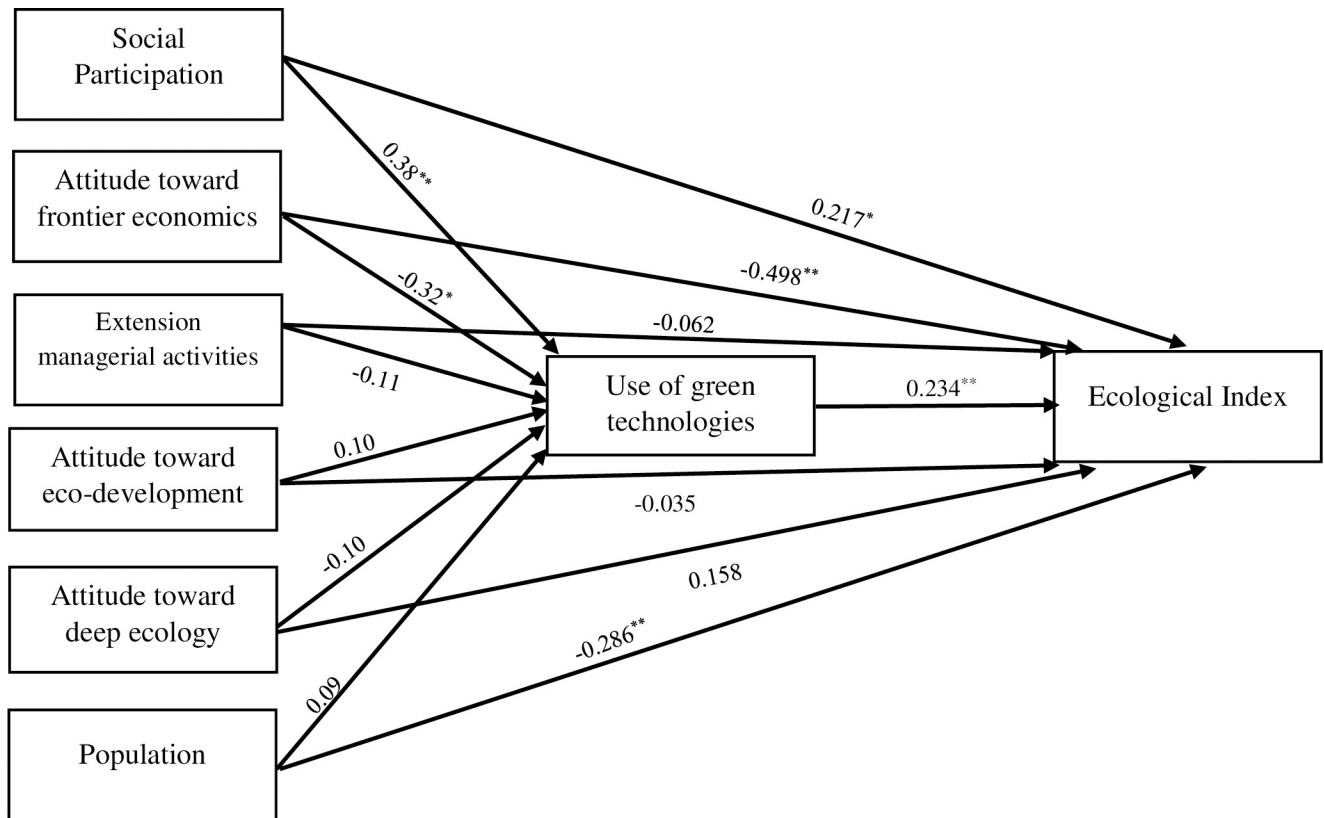 Social
Participation
0.38**
0.217*
Attitude toward
frontier economics
-0.498**
-0.32*
Extension
managerial activities
-0.062
-0.11
Use of green
technologies
0.234**
Ecological Index
Attitude toward
eco-development
0.10
-0.035
Attitude toward
deep ecology
-0.10
0.158
-0.286**
Population
0.09